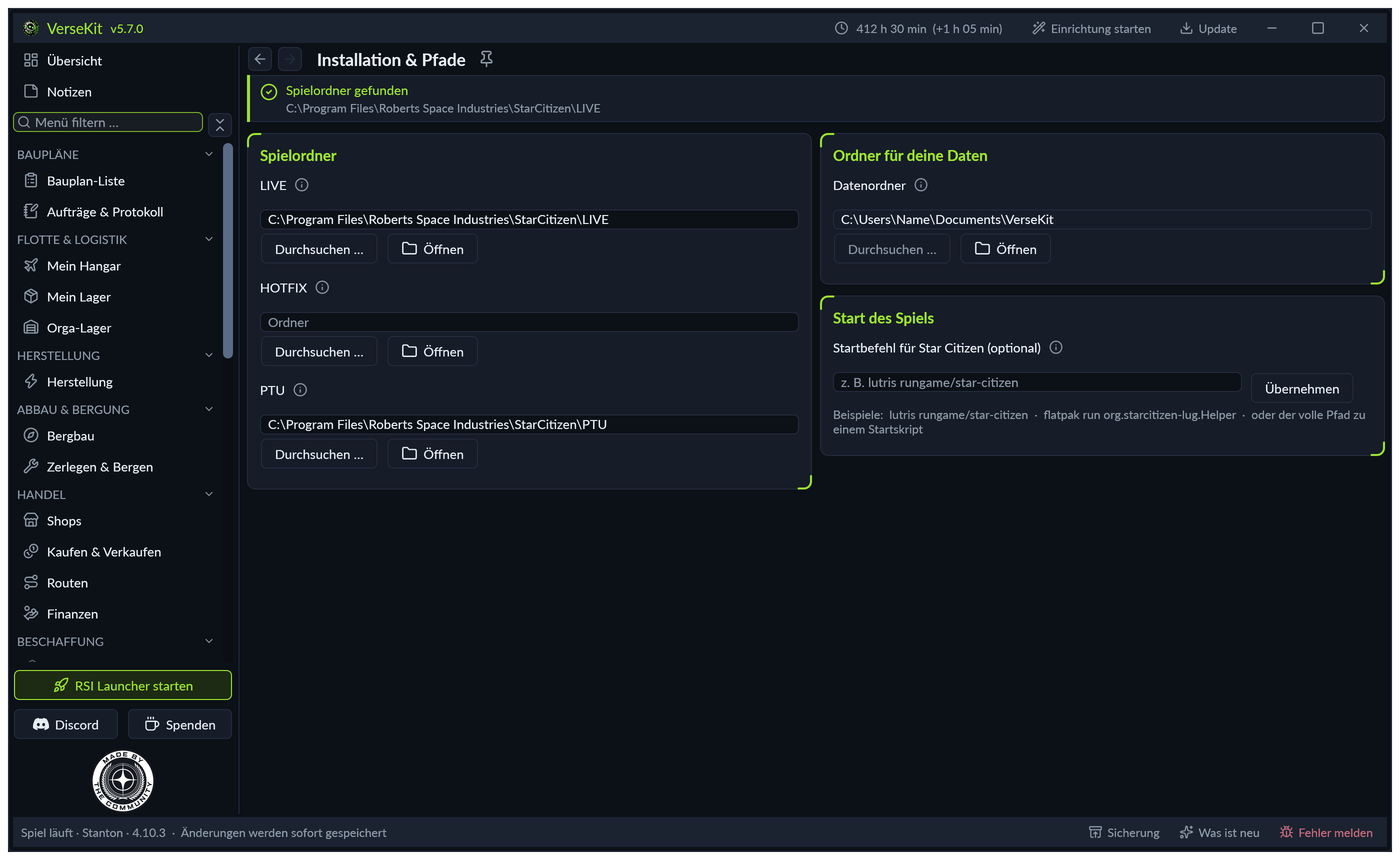 VerseKit v5.7.0
412 h 30 min (+1 h 05 min)
Einrichtung starten
Update
Übersicht
Notizen
Menü filtern ...
BAUPLÄNE
Bauplan-Liste
Aufträge & Protokoll
FLOTTE & LOGISTIK
Mein Hangar
Mein Lager
Orga-Lager
HERSTELLUNG
Herstellung
ABBAU & BERGUNG
Bergbau
Zerlegen & Bergen
HANDEL
Shops
Kaufen & Verkaufen
Routen
Finanzen
BESCHAFFUNG
RSI Launcher starten
Discord
Spenden
MADE BY
THE COMMUNITY
Installation & Pfade
Spielordner gefunden
C:\Program Files\Roberts Space Industries\StarCitizen\LIVE
Spielordner
LIVE
C:\Program Files\Roberts Space Industries\StarCitizen\LIVE
Durchsuchen ...
Öffnen
HOTFIX
Ordner
Durchsuchen ...
Öffnen
PTU
C:\Program Files\Roberts Space Industries\StarCitizen\PTU
Durchsuchen ...
Öffnen
Ordner für deine Daten
Datenordner
C:\Users\Name\Documents\VerseKit
Durchsuchen ...
Öffnen
Start des Spiels
Startbefehl für Star Citizen (optional)
z. B. lutris rungame/star-citizen
Übernehmen
Beispiele: lutris rungame/star-citizen · flatpak run org.starcitizen-lug.Helper · oder der volle Pfad zu
einem Startskript
Spiel läuft · Stanton · 4.10.3 · Änderungen werden sofort gespeichert
Sicherung
Was ist neu
Fehler melden